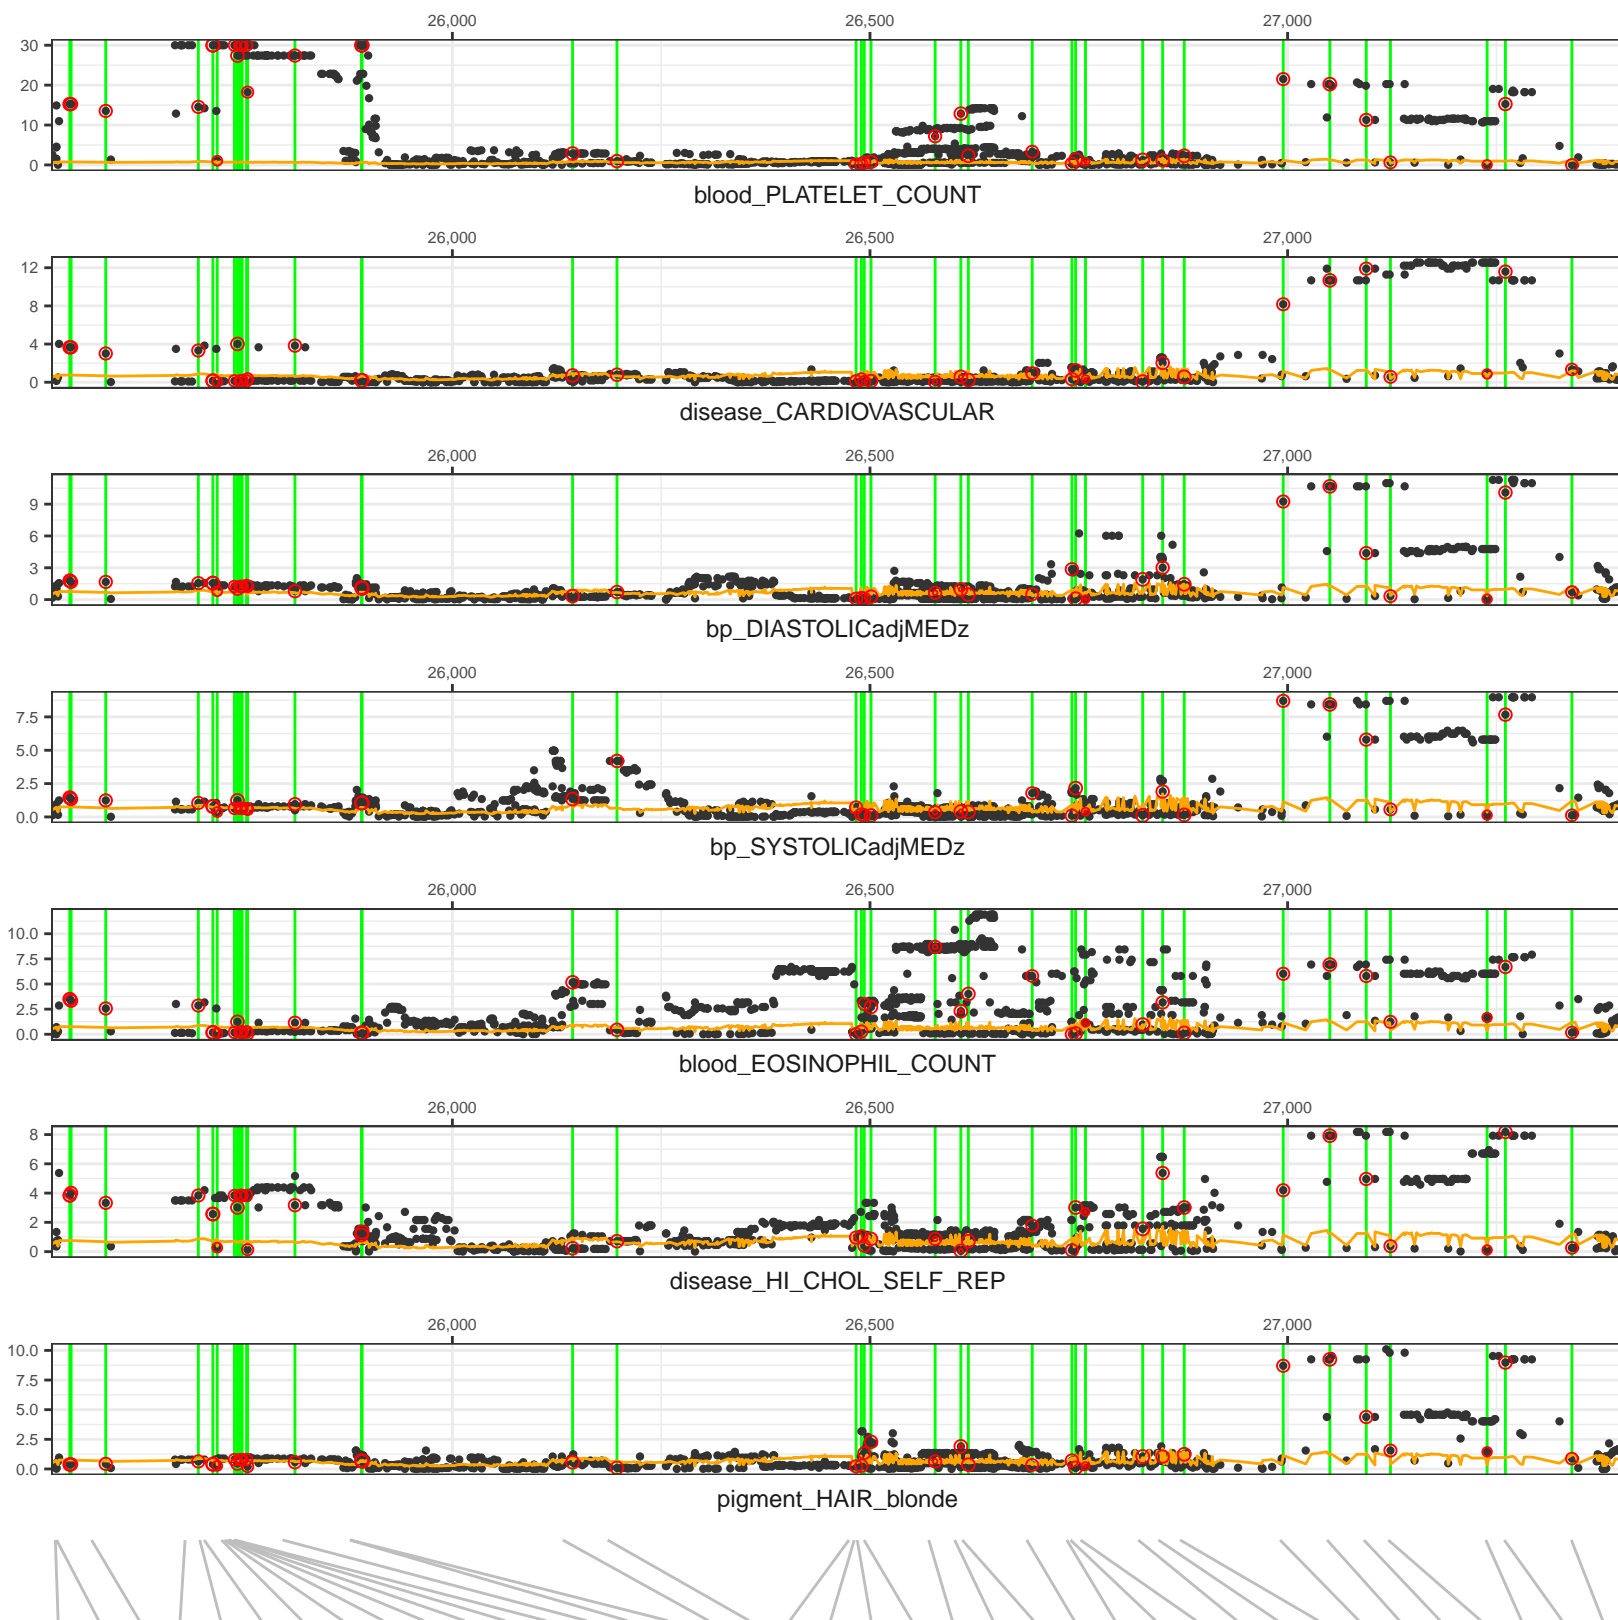 26,000 26,500 27,000
30
20
10
0
blood_PLATELET_COUNT
26,000 26,500 27,000
12
8
4
0
disease_CARDIOVASCULAR
26,000 26,500 27,000
9
6
3
0
bp_DIASTOLICadjMEDz
26,000 26,500 27,000
7.5
5.0
2.5
0.0
bp_SYSTOLICadjMEDz
26,000 26,500 27,000
10.0
7.5
5.0
2.5
0.0
blood_EOSINOPHIL_COUNT
26,000 26,500 27,000
8
6
4
2
0
disease_HI_CHOL_SELF_REP
26,000 26,500 27,000
10.0
7.5
5.0
2.5
0.0
pigment_HAIR_blonde